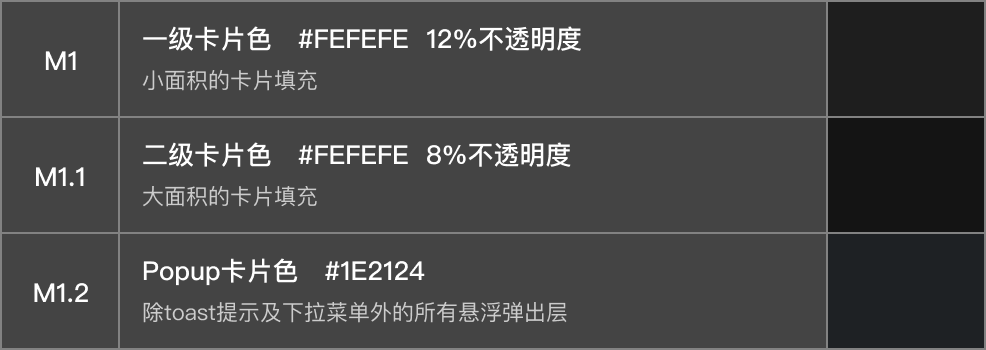 M1
一级卡片色 #FEFEFE 12%不透明度
小面积的卡片填充
M1.1
二级卡片色 #FEFEFE 8%不透明度
大面积的卡片填充
M1.2
Popup卡片色 #1E2124
除toast提示及下拉菜单外的所有悬浮弹出层